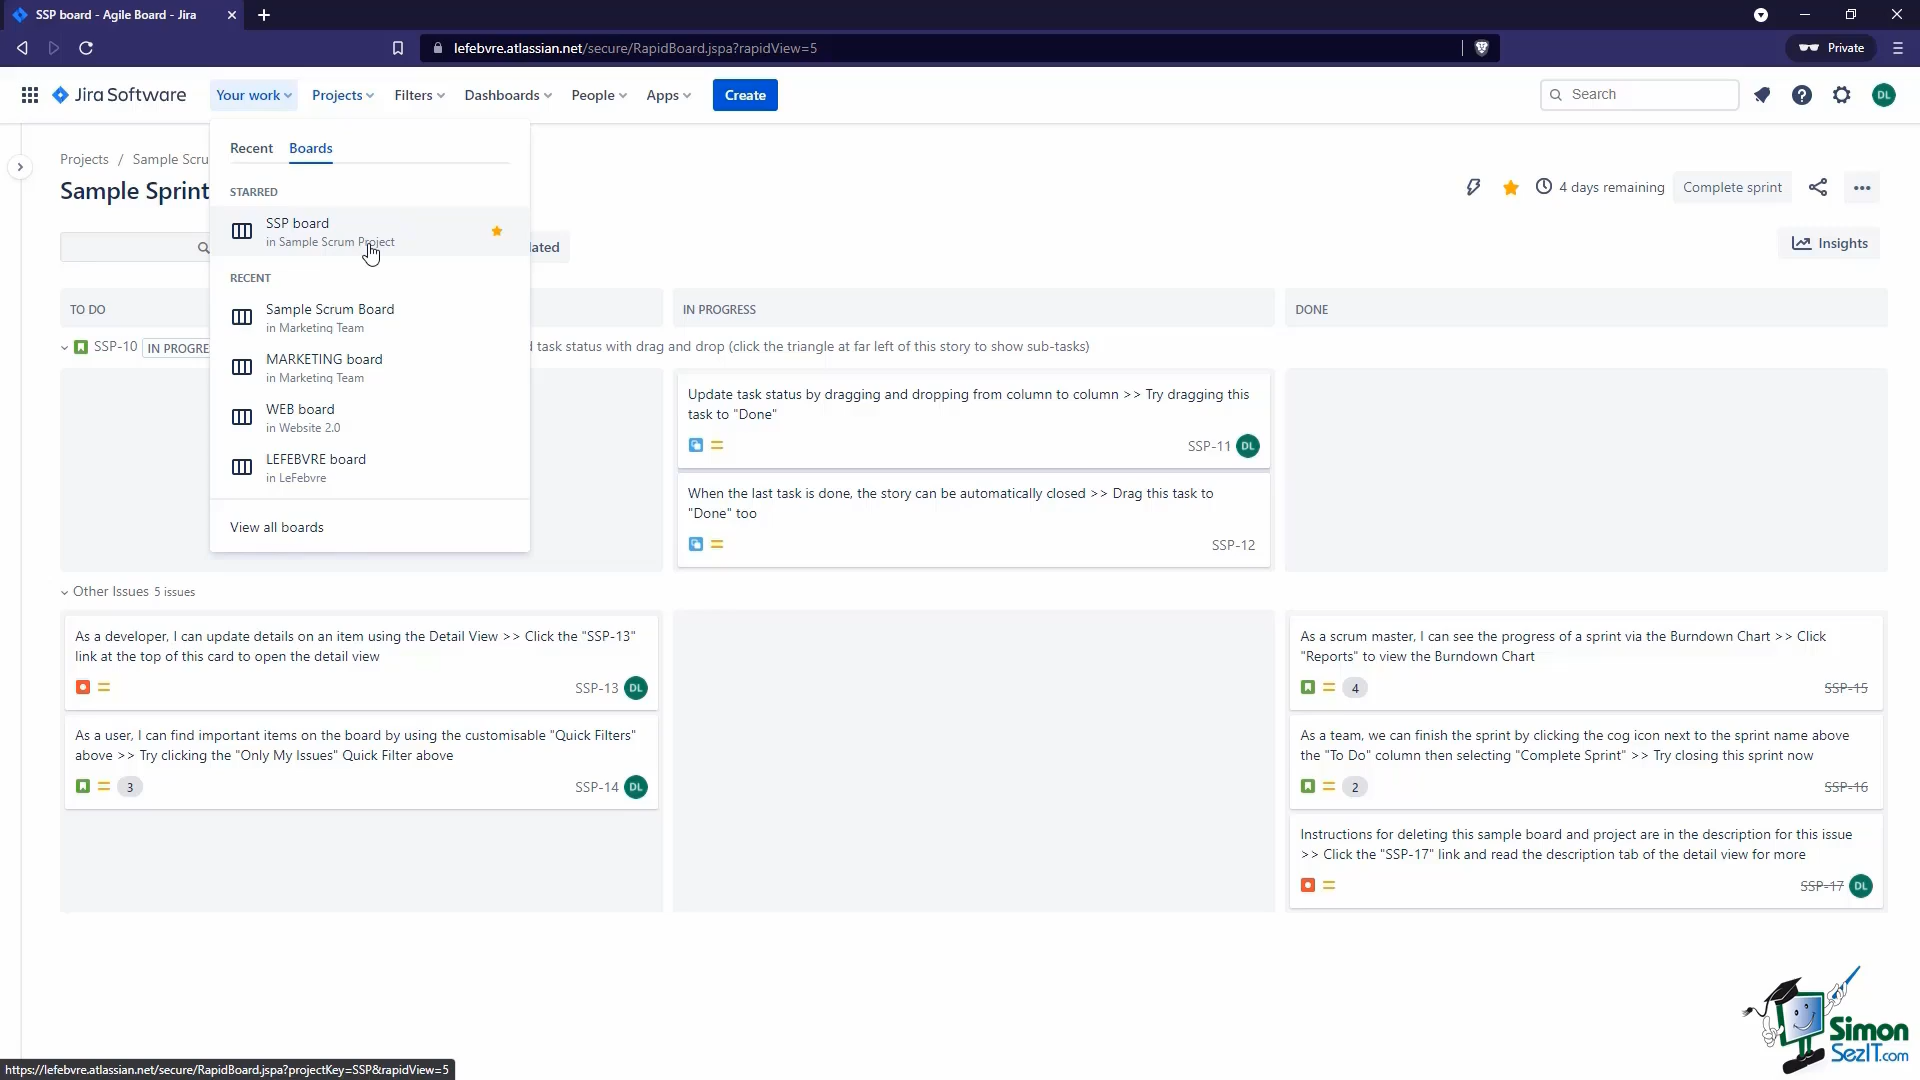 SSP board - Agile Board - Jira
lefebvre.atlassian.net/secure/RapidBoard.jspa?rapidView=5
Private
Jira Software
Your work
Projects
Filters
Dashboards
People
Apps
Create
Search
DL
Recent
Boards
STARRED
SSP board
in Sample Scrum Project
RECENT
Sample Scrum Board
in Marketing Team
MARKETING board
in Marketing Team
WEB board
in Website 2.0
LEFEBVRE board
in LeFebvre
View all boards
Projects / Sample Scru
Sample Sprint
4 days remaining
Complete sprint
ated
Insights
TO DO
IN PROGRESS
DONE
SSP-10 IN PROGRE
task status with drag and drop (click the triangle at far left of this story to show sub-tasks)
Update task status by dragging and dropping from column to column >> Try dragging this
task to "Done"
SSP-11 DL
When the last task is done, the story can be automatically closed >> Drag this task to
"Done" too
SSP-12
Other Issues 5 issues
As a developer, I can update details on an item using the Detail View >> Click the "SSP-13"
link at the top of this card to open the detail view
SSP-13 DL
As a user, I can find important items on the board by using the customisable "Quick Filters"
above >> Try clicking the "Only My Issues" Quick Filter above
3 SSP-14 DL
As a scrum master, I can see the progress of a sprint via the Burndown Chart >> Click
"Reports" to view the Burndown Chart
4 SSP-15
As a team, we can finish the sprint by clicking the cog icon next to the sprint name above
the "To Do" column then selecting "Complete Sprint" >> Try closing this sprint now
2 SSP-16
Instructions for deleting this sample board and project are in the description for this issue
>> Click the "SSP-17" link and read the description tab of the detail view for more
SSP-17 DL
Simon
SezIT.com
https://lefebvre.atlassian.net/secure/RapidBoard.jspa?projectKey=SSP&rapidView=5